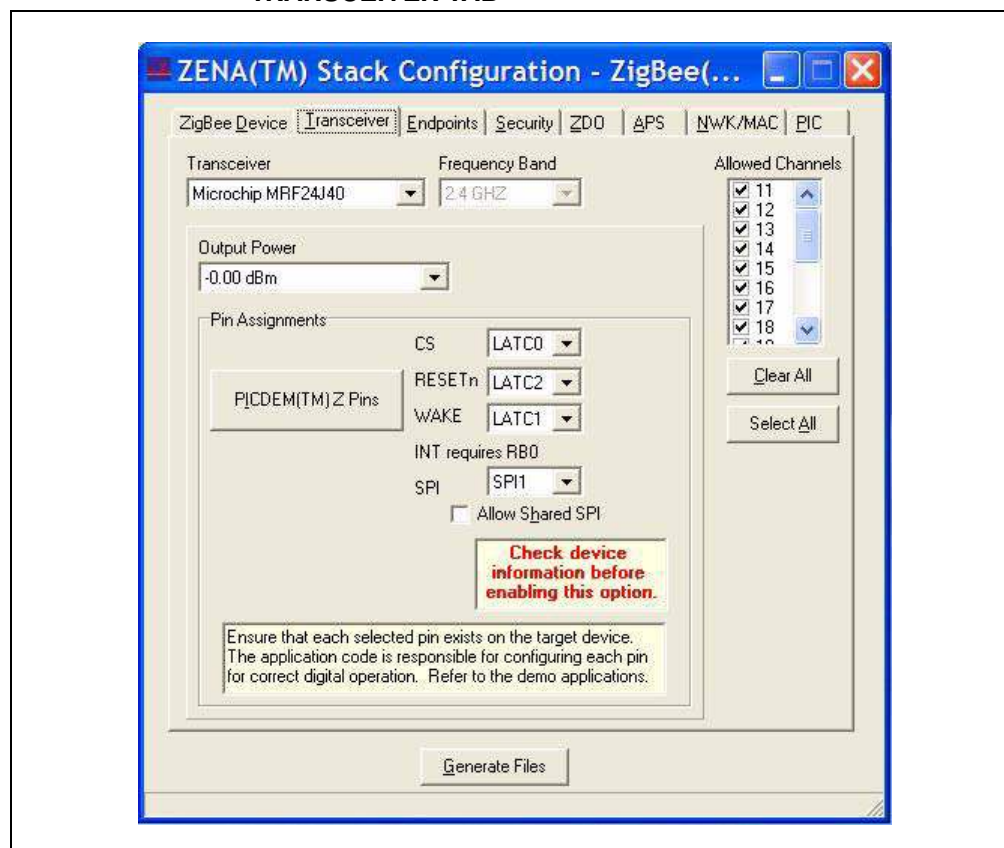 ZENA(TM) Stack Configuration - ZigBee(...
ZigBee Device Transceiver Endpoints Security ZDO APS NWK/MAC PIC
Transceiver Frequency Band Allowed Channels
Microchip MRF24J40 2.4 GHZ
11
12
13
14
15
16
17
18
Output Power
-0.00 dBm
Pin Assignments
CS LATC0
RESETn LATC2
PICDEM(TM) Z Pins
WAKE LATC1
INT requires RB0
SPI SPI1
Allow Shared SPI
Check device
information before
enabling this option.
Ensure that each selected pin exists on the target device.
The application code is responsible for configuring each pin
for correct digital operation. Refer to the demo applications.
Clear All
Select All
Generate Files